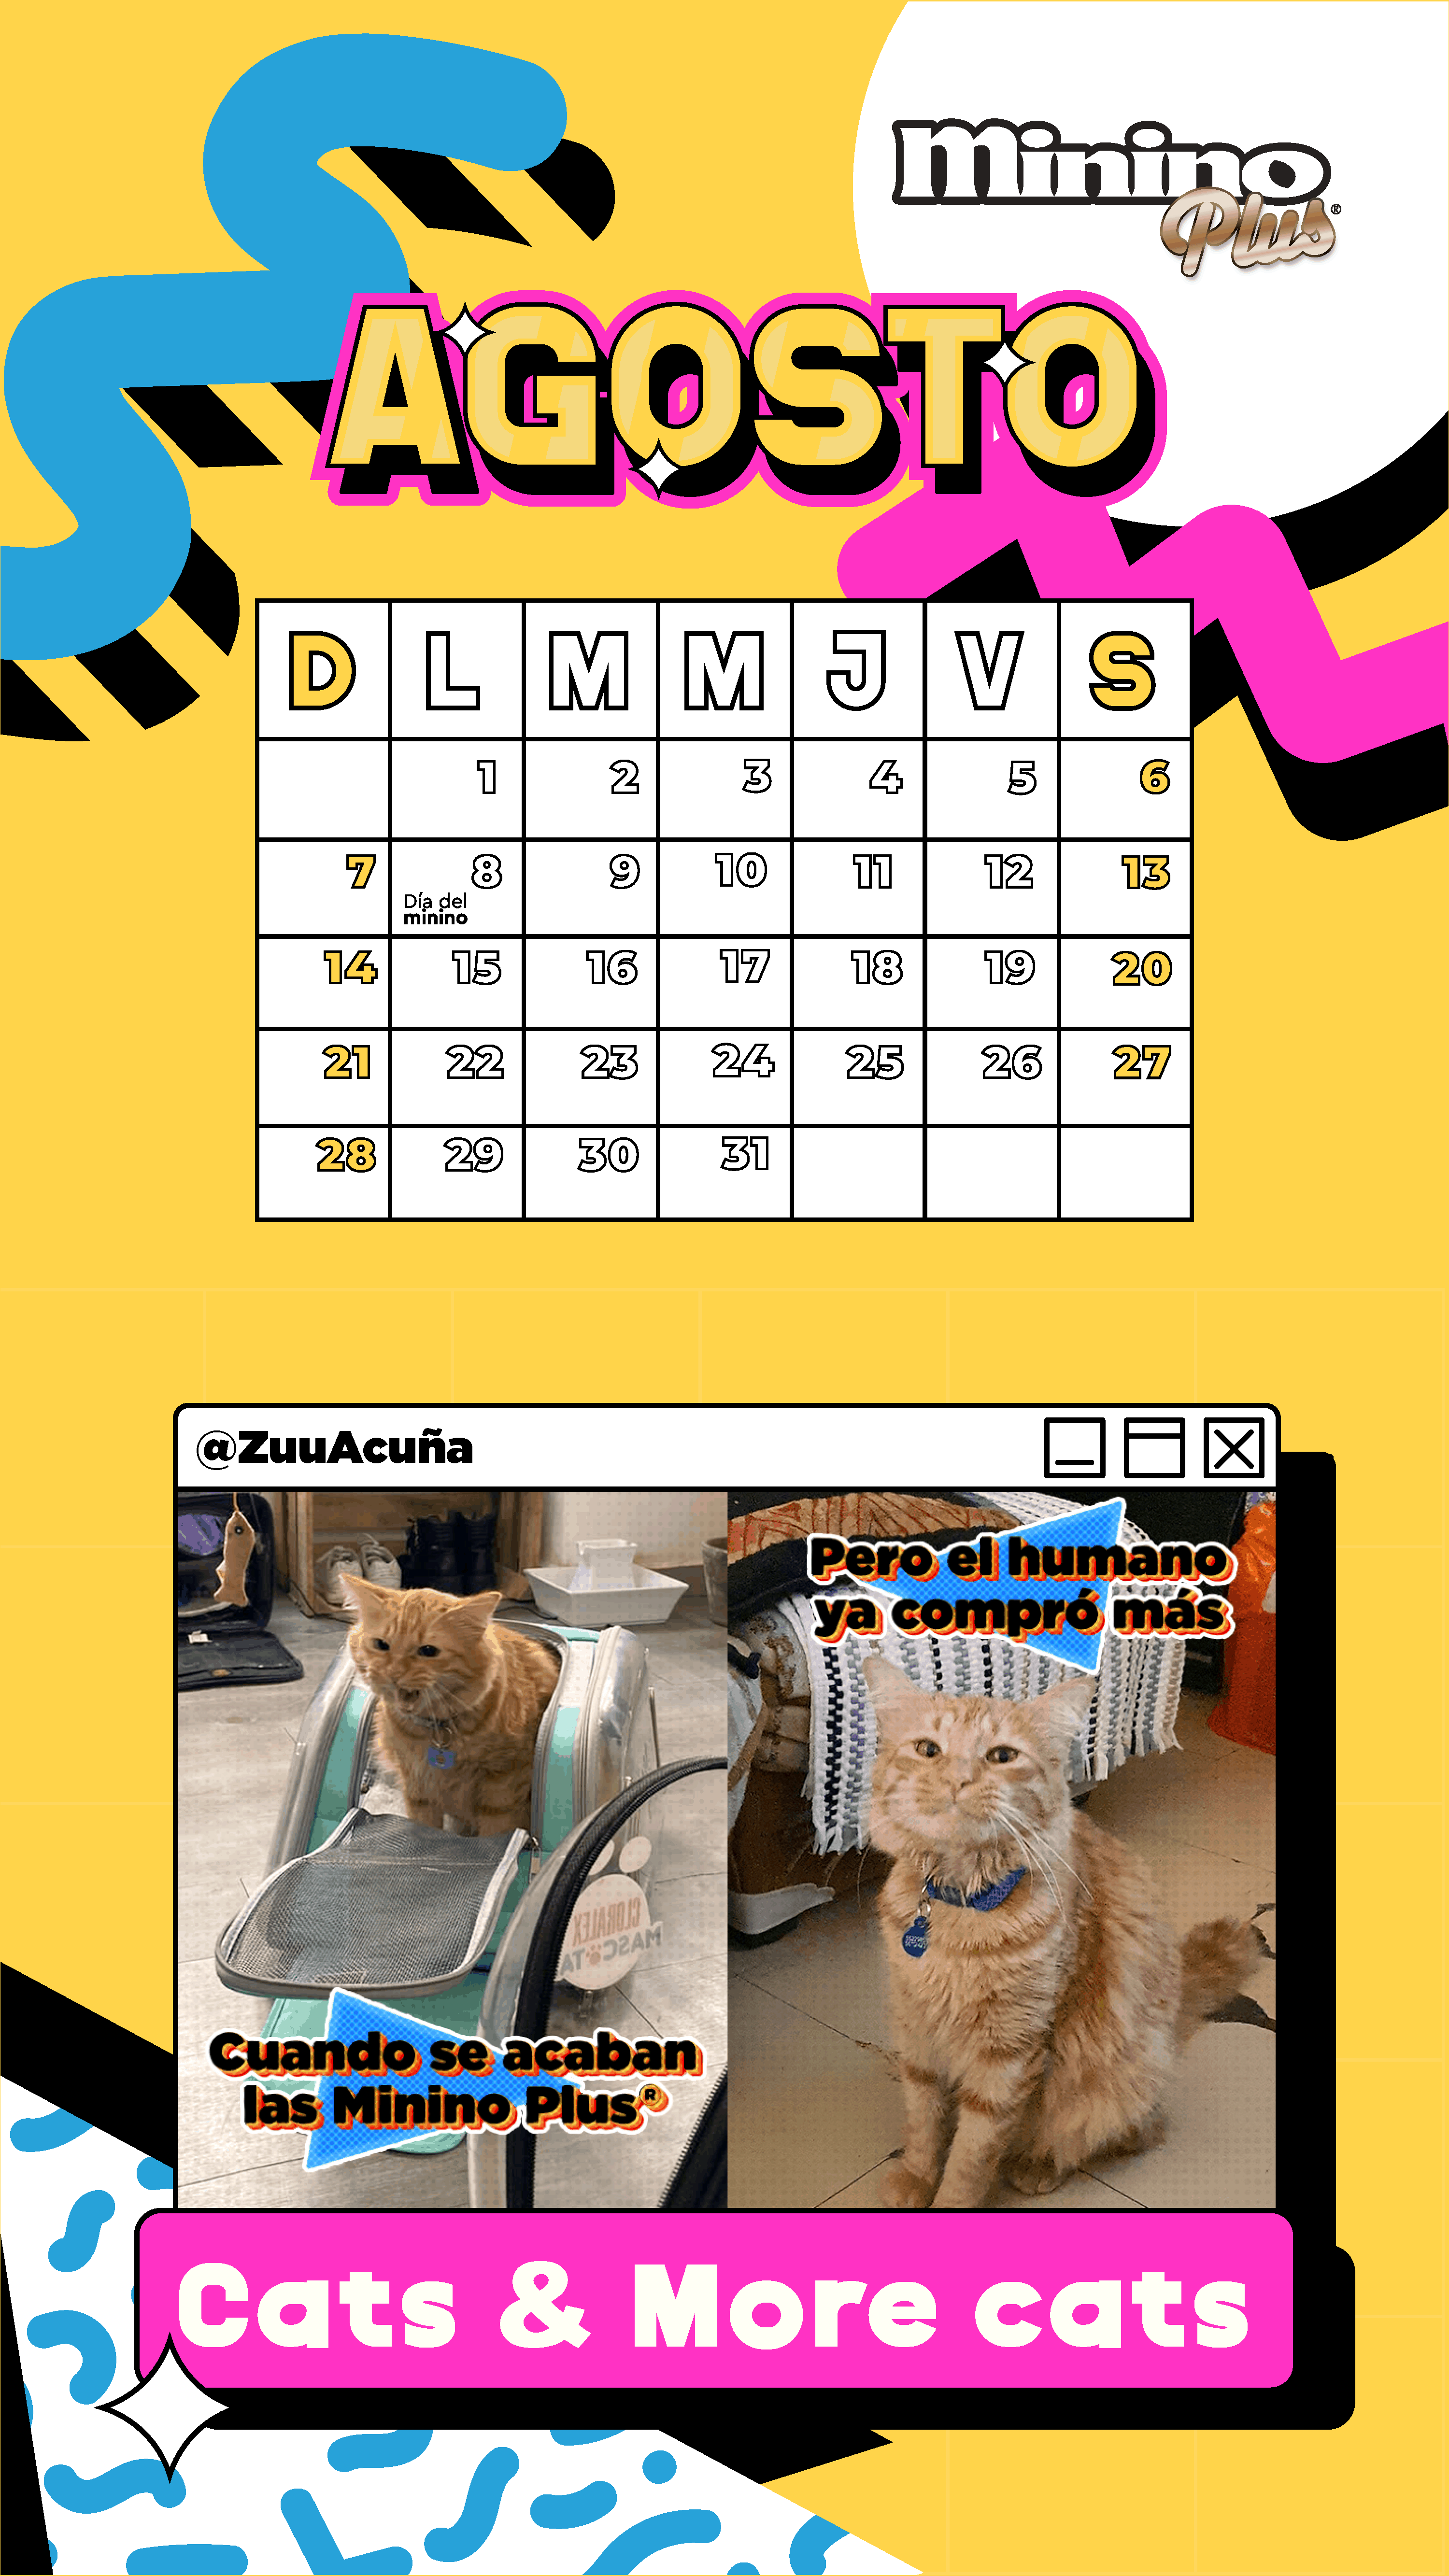 Minino
Plus®
AGOSTO
D L M M J V S
1 2 3 4 5 6
7 8 9 10 11 12 13
Día del
minino
14 15 16 17 18 19 20
21 22 23 24 25 26 27
28 29 30 31
@ZuuAcuña
Pero el humano
ya compró más
CLORALEX
MASCOTA
Cuando se acaban
las Minino Plus®
Cats & More cats